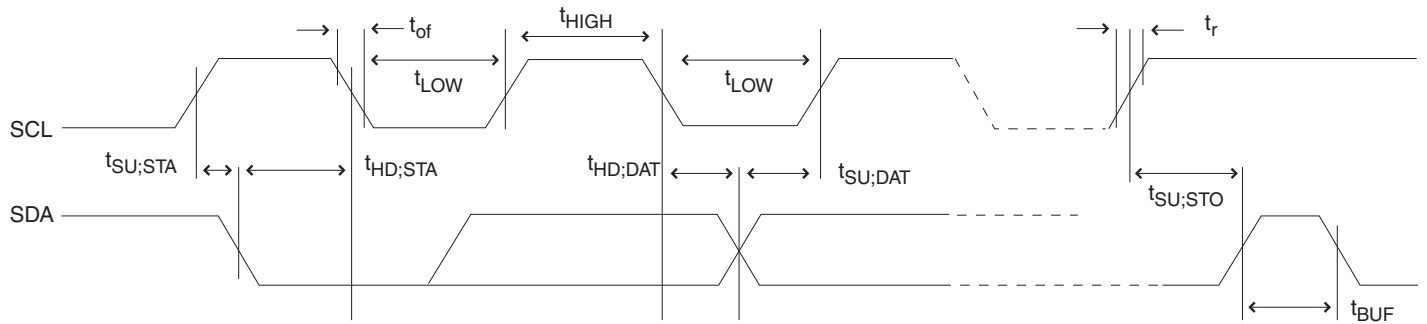 t_of
t_HIGH
t_r
t_LOW
t_LOW
SCL
t_SU;STA
t_HD;STA
t_HD;DAT
t_SU;DAT
t_SU;STO
SDA
t_BUF